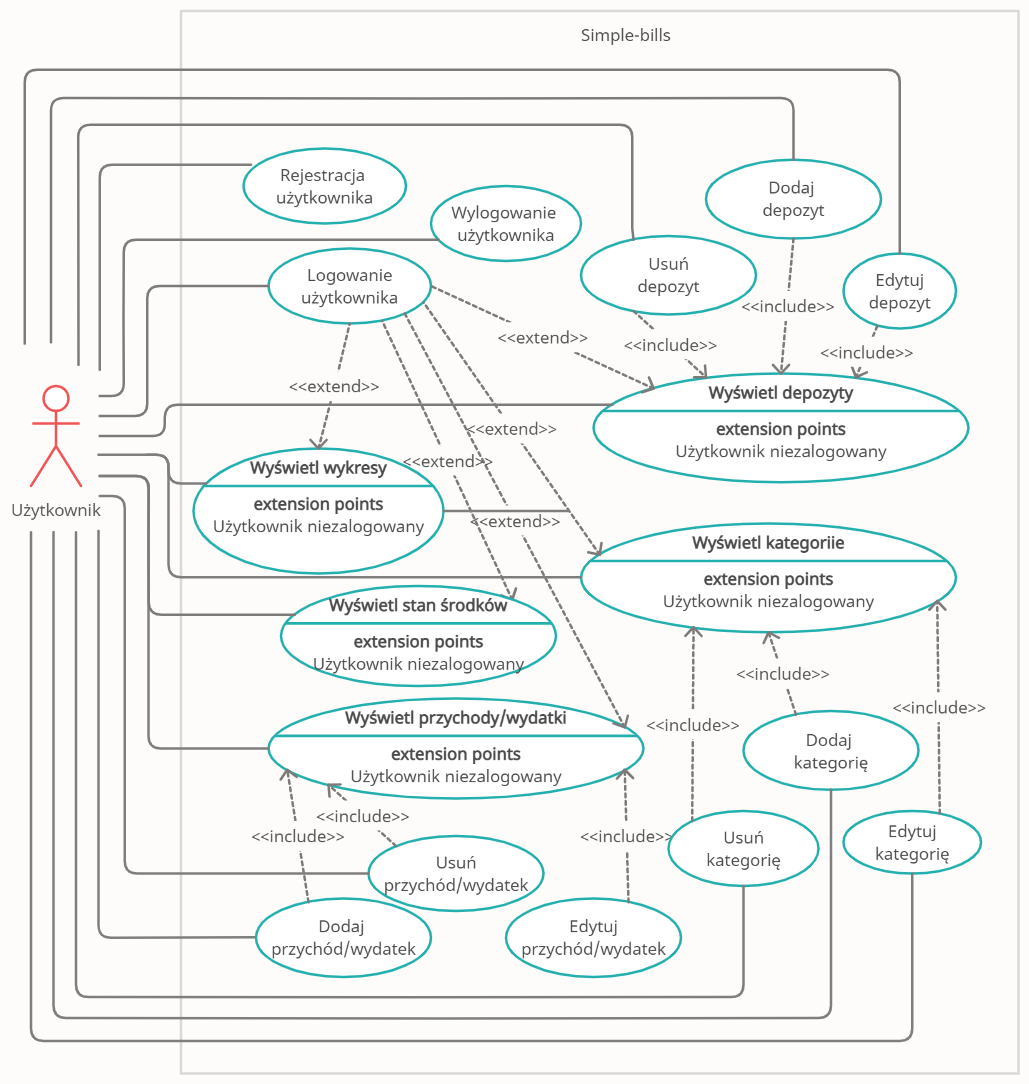 Simple-bills
Rejestracja
użytkownika
Wylogowanie
użytkownika
Dodaj
depozyt
Logowanie
użytkownika
Usuń
depozyt
Edytuj
depozyt
<<include>>
<<extend>>
<<include>>
<<include>>
<<extend>>
Wyświetl depozyty
extension points
Użytkownik niezalogowany
<<extend>>
<<extend>>
Wyświetl wykresy
extension points
Użytkownik niezalogowany
Użytkownik
<<extend>>
Wyświetl kategoriie
extension points
Użytkownik niezalogowany
Wyświetl stan środków
extension points
Użytkownik niezalogowany
<<include>>
<<include>>
<<include>>
Wyświetl przychody/wydatki
extension points
Użytkownik niezalogowany
Dodaj
kategorię
<<include>>
<<include>>
<<include>>
Usuń
kategorię
Edytuj
kategorię
Usuń
przychód/wydatek
Dodaj
przychód/wydatek
Edytuj
przychód/wydatek